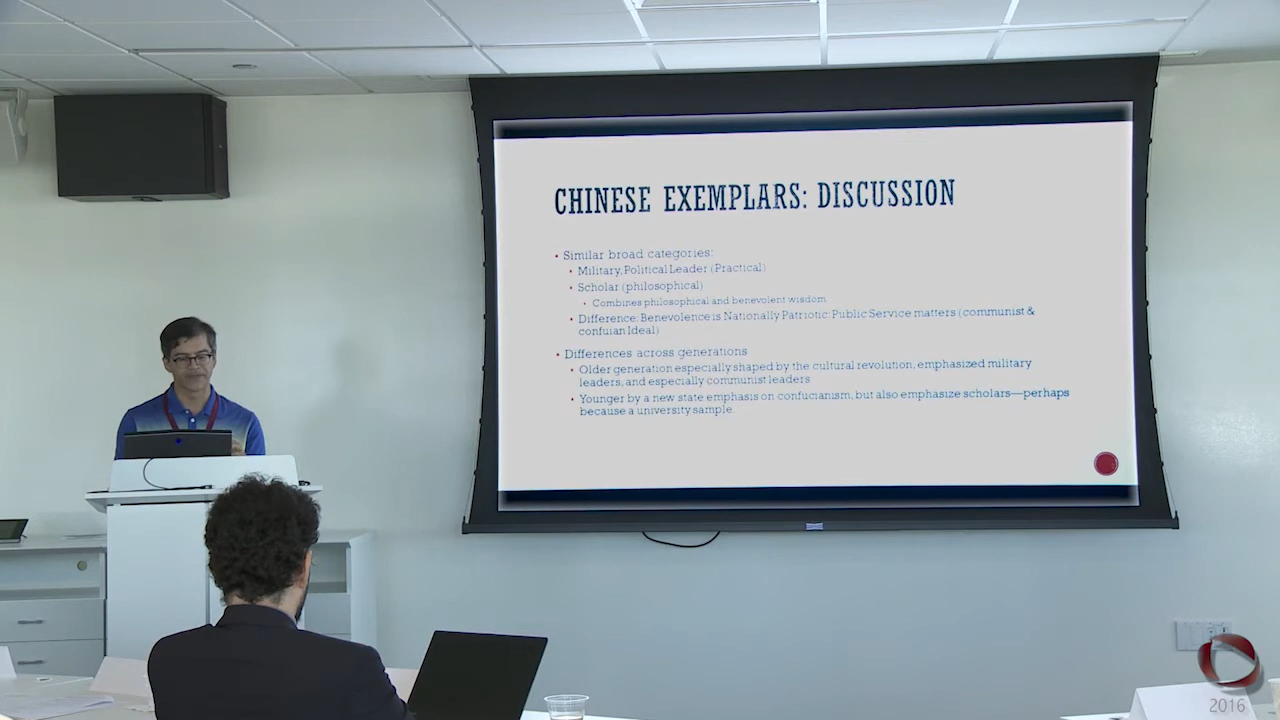 CHINESE EXEMPLARS: DISCUSSION
• Similar broad categories:
• Military, Political Leader (Practical)
• Scholar (philosophical)
• Combines philosophical and benevolent wisdom
• Difference: Benevolence is Nationally Patriotic: Public Service matters (communist &
confuian Ideal)
• Differences across generations
• Older generation especially shaped by the cultural revolution, emphasized military
leaders, and especially communist leaders
• Younger by a new state emphasis on confucianism, but also emphasize scholars—perhaps
because a university sample.
2016